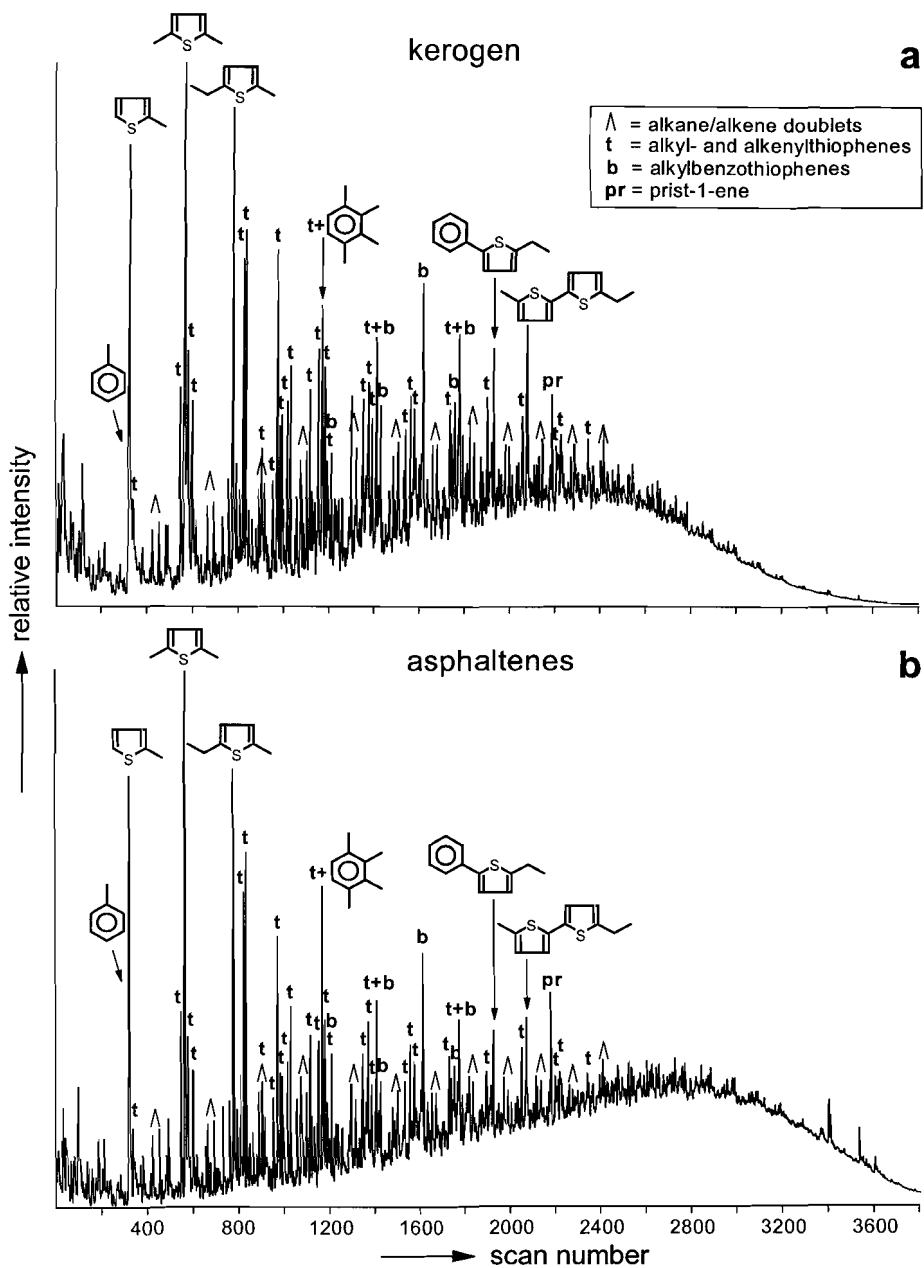 kerogen
a
∧ = alkane/alkene doublets
t = alkyl- and alkenylthiophenes
b = alkylbenzothiophenes
pr = prist-1-ene
S
S
S
t
t
t
t
t
t+
S
S
S
b
t+b
t+b
pr
t
t
t
t
t
t
t
t
t
t
b
t
t
t
b
t
t
t
t
b
t
t
t
t
t
relative intensity
asphaltenes
b
S
S
S
t
t
t
t+
S
S
S
b
t+b
t+b
pr
t
t
t
t
t
t
t
t
t
t
b
t
t
t
b
t
t
t
t
b
t
t
t
t
t
400 800 1200 1600 2000 2400 2800 3200 3600
scan number